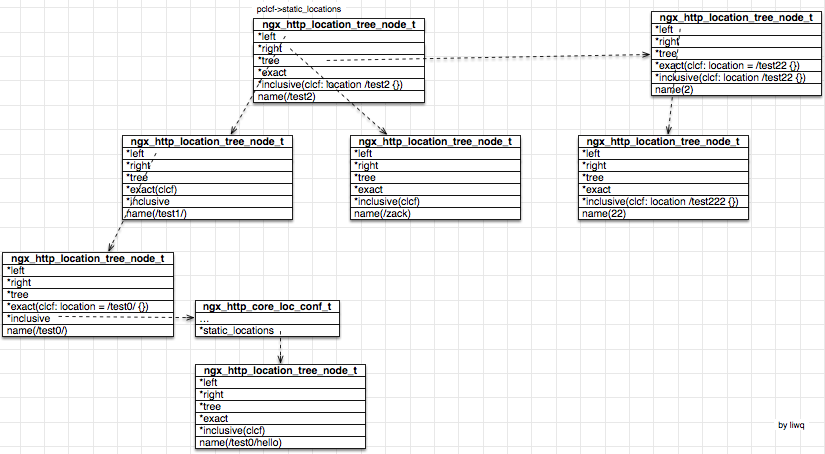 pclcf->static_locations
ngx_http_location_tree_node_t
*left
*right
*tree
*exact
*inclusive(clcf: location /test2 {})
name(/test2)
ngx_http_location_tree_node_t
*left
*right
*tree
*exact(clcf: location = /test22 {})
*inclusive(clcf: location /test22 {})
name(2)
ngx_http_location_tree_node_t
*left
*right
*tree
*exact(clcf)
*inclusive
name(/test1/)
ngx_http_location_tree_node_t
*left
*right
*tree
*exact
*inclusive(clcf)
name(/zack)
ngx_http_location_tree_node_t
*left
*right
*tree
*exact
*inclusive(clcf: location /test222 {})
name(22)
ngx_http_location_tree_node_t
*left
*right
*tree
*exact(clcf: location = /test0/ {})
*inclusive
name(/test0/)
ngx_http_core_loc_conf_t
...
*static_locations
ngx_http_location_tree_node_t
*left
*right
*tree
*exact
*inclusive(clcf)
name(/test0/hello)
by liwq